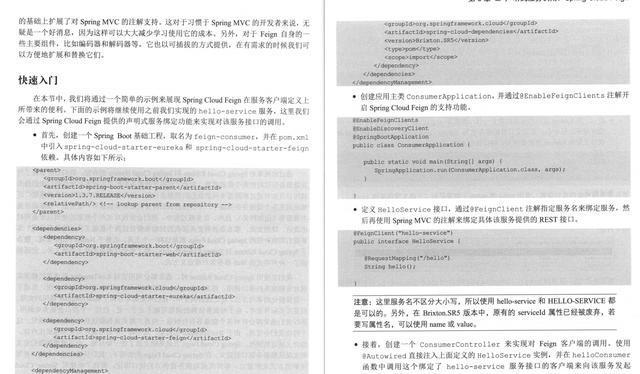 的基础上扩展了对 Spring MVC 的注解支持。这对于习惯于 Spring MVC 的开发者来说，无
疑是一个好消息，因为这样可以大大减少学习使用它的成本。另外，对于 Feign 自身的一
些主要组件，比如编码器和解码器等，它也以可插拔的方式提供，在有需求的时候我们可
以方便地扩展和替换它们。
快速入门
在本节中，我们将通过一个简单的示例来展现 Spring Cloud Feign 在服务客户端定义上
所带来的便利。下面的示例将继续使用之前我们实现的 hello-service 服务，这里我们
会通过 Spring Cloud Feign 提供的声明式服务绑定功能来实现对该服务接口的调用。
• 首先，创建一个 Spring Boot 基础工程，取名为 feign-consumer，并在 pom.xml
中引入 spring-cloud-starter-eureka 和 spring-cloud-starter-feign
依赖。具体内容如下所示：
<parent>
<groupId>org.springframework.boot</groupId>
<artifactId>spring-boot-starter-parent</artifactId>
<version>1.3.7.RELEASE</version>
<relativePath/> <!-- lookup parent from repository -->
</parent>
<dependencies>
<dependency>
<groupId>org.springframework.boot</groupId>
<artifactId>spring-boot-starter-web</artifactId>
</dependency>
<dependency>
<groupId>org.springframework.cloud</groupId>
<artifactId>spring-cloud-starter-eureka</artifactId>
</dependency>
<dependency>
<groupId>org.springframework.cloud</groupId>
<artifactId>spring-cloud-starter-feign</artifactId>
</dependency>
</dependencies>
<dependencyManagement>
<groupId>org.springframework.cloud</groupId>
<artifactId>spring-cloud-dependencies</artifactId>
<version>Brixton.SR5</version>
<type>pom</type>
<scope>import</scope>
</dependency>
</dependencies>
</dependencyManagement>
• 创建应用主类 ConsumerApplication，并通过@EnableFeignClients 注解开
启 Spring Cloud Feign 的支持功能。
@EnableFeignClients
@EnableDiscoveryClient
@SpringBootApplication
public class ConsumerApplication {
public static void main(String[] args) {
SpringApplication.run(ConsumerApplication.class, args);
}
}
• 定义 HelloService 接口，通过@FeignClient 注解指定服务名来绑定服务，然
后再使用 Spring MVC 的注解来绑定具体该服务提供的 REST 接口。
@FeignClient("hello-service")
public interface HelloService {
@RequestMapping("/hello")
String hello();
}
注意：这里服务名不区分大小写，所以使用 hello-service 和 HELLO-SERVICE 都
是可以的。另外，在 Brixton.SR5 版本中，原有的 serviceId 属性已经被废弃，若
要写属性名，可以使用 name 或 value。
• 接着，创建一个 ConsumerController 来实现对 Feign 客户端的调用。使用
@Autowired 直接注入上面定义的 HelloService 实例，并在 helloConsumer
函数中调用这个绑定了 hello-service 服务接口的客户端来向该服务发起